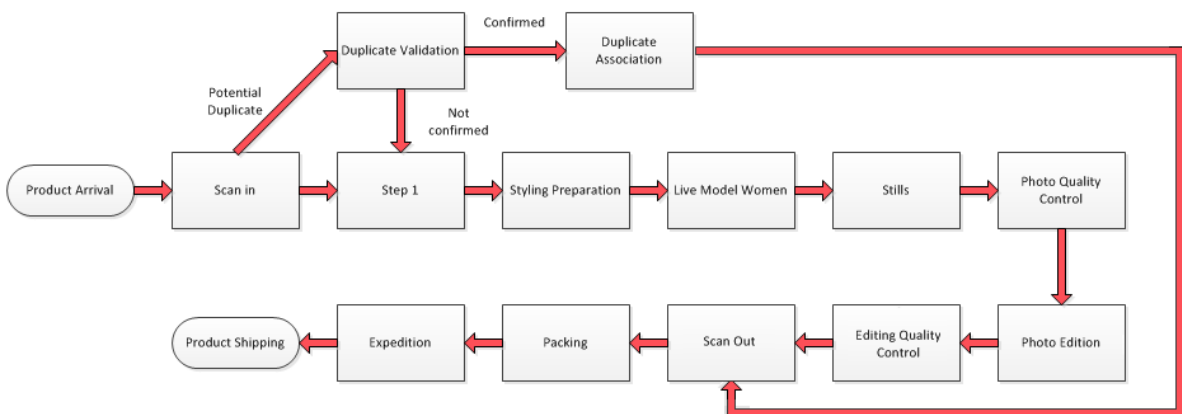 Confirmed
Duplicate Validation
Duplicate
Association
Potential
Duplicate
Not
confirmed
Product Arrival
Scan in
Step 1
Styling Preparation
Live Model Women
Stills
Photo Quality
Control
Product Shipping
Expedition
Packing
Scan Out
Editing Quality
Control
Photo Edition